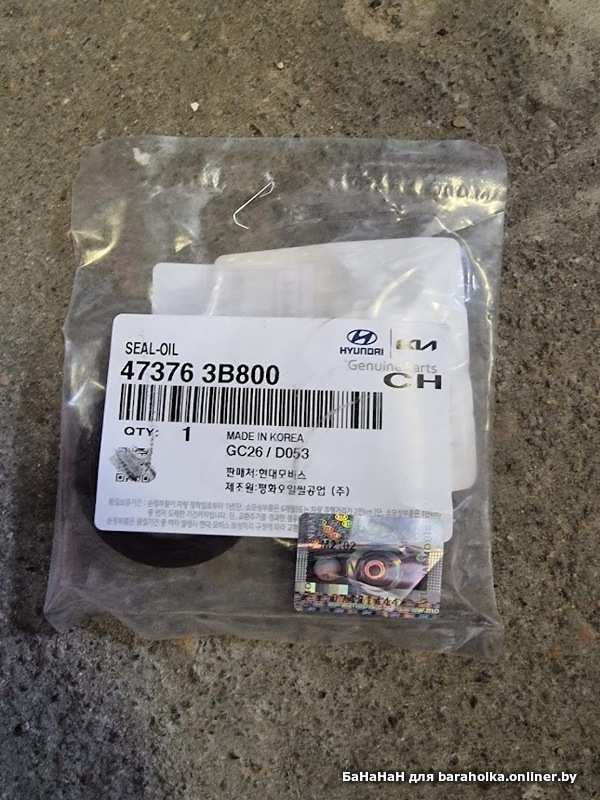 SEAL-OIL
HYUNDAI KIA
Genuine Parts
47376 3B800
CH
QTY: 1
MADE IN KOREA
GC26 / D053
판매처:현대모비스
제조원:평화오일씰공업 (주)
БаНаНаН для baraholka.onliner.by